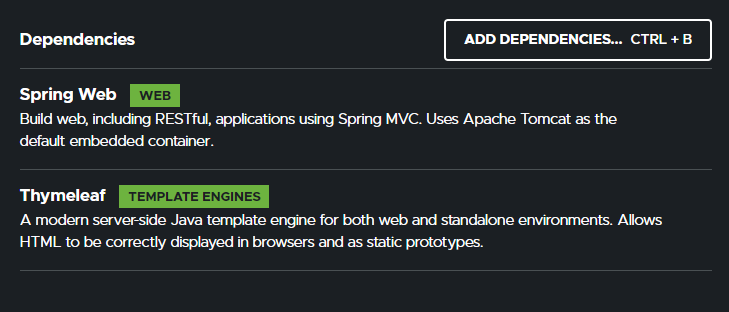 Dependencies
ADD DEPENDENCIES... CTRL + B
Spring Web WEB
Build web, including RESTful, applications using Spring MVC. Uses Apache Tomcat as the
default embedded container.
Thymeleaf TEMPLATE ENGINES
A modern server-side Java template engine for both web and standalone environments. Allows
HTML to be correctly displayed in browsers and as static prototypes.